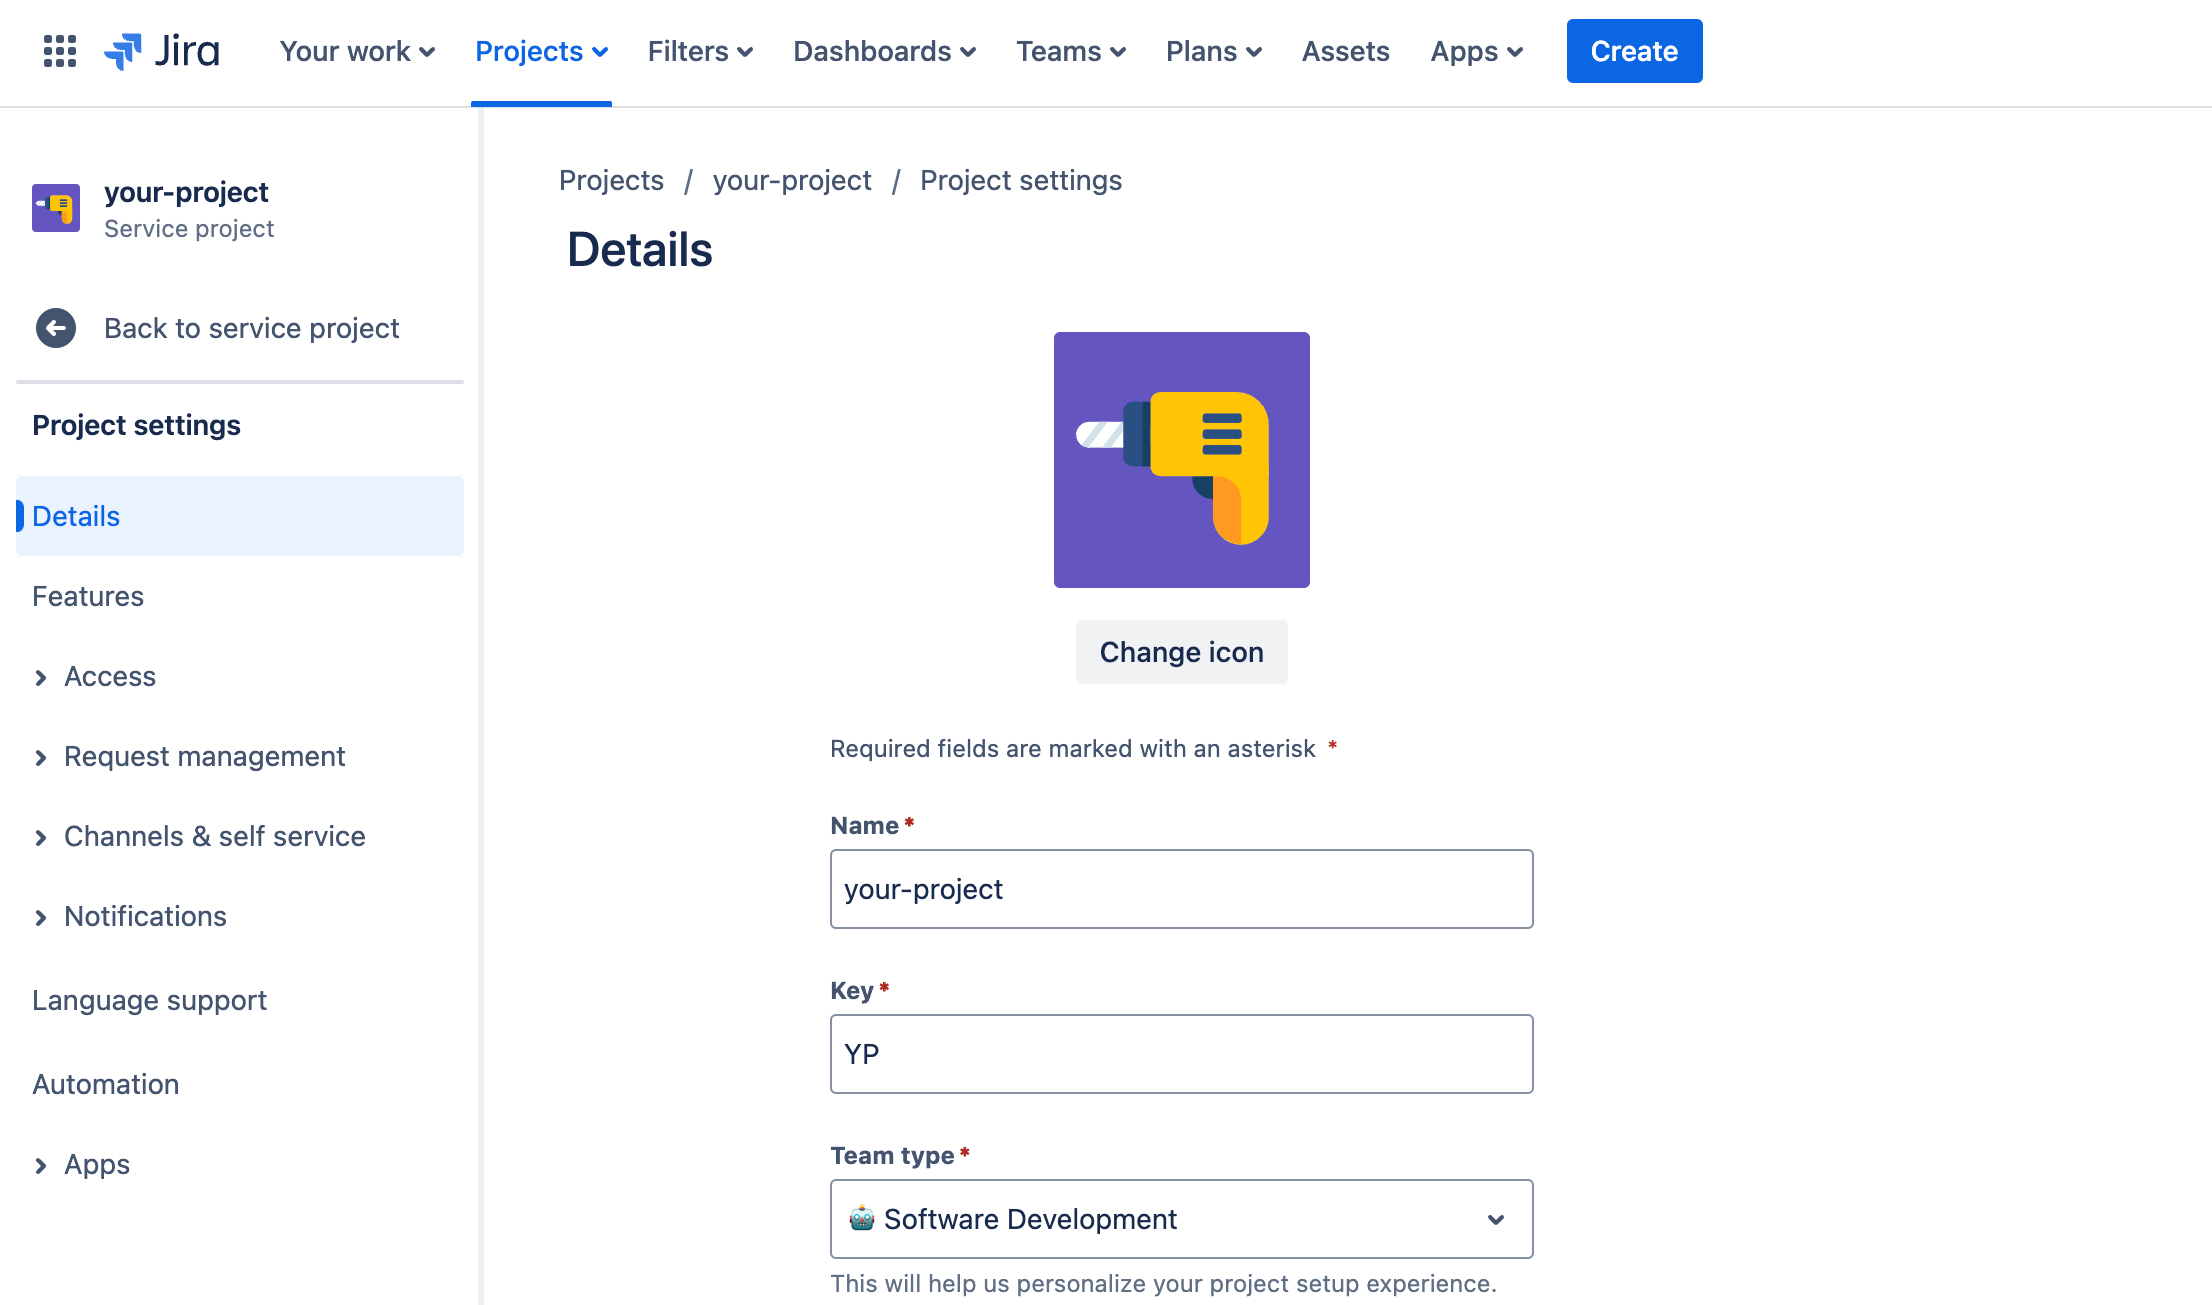 Jira Your work Projects Filters Dashboards Teams Plans Assets Apps Create
your-project
Service project
Back to service project
Project settings
Details
Features
Access
Request management
Channels & self service
Notifications
Language support
Automation
Apps
Projects / your-project / Project settings
Details
Change icon
Required fields are marked with an asterisk *
Name *
your-project
Key *
YP
Team type *
Software Development
This will help us personalize your project setup experience.